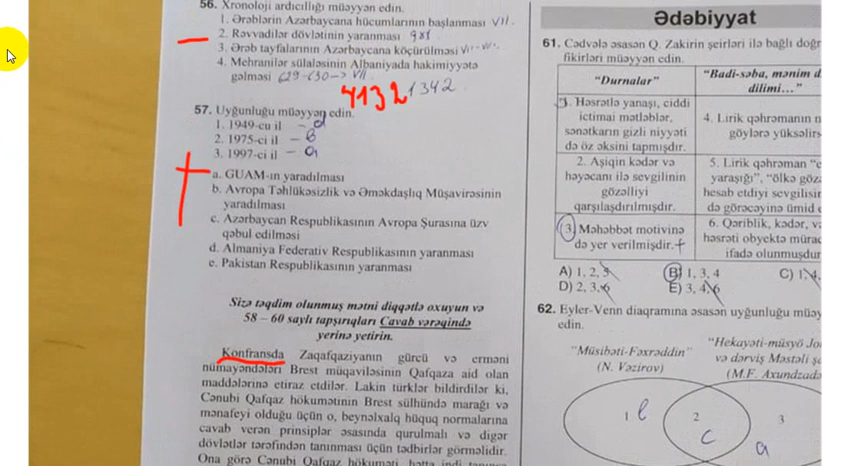 56. Xronoloji ardıcıllığı müəyyən edin.
1. Ərəblərin Azərbaycana hücumlarının başlanması VII.
2. Rəvvadilər dövlətinin yaranması 981
3. Ərəb tayfalarının Azərbaycana köçürülməsi
4. Mehranilər sülaləsinin Albaniyada hakimiyyətə
gəlməsi 629-630 -> VII
4132 1342
57. Uyğunluğu müəyyən edin.
1. 1949-cu il - d
2. 1975-ci il - b
3. 1997-ci il - a
a. GUAM-ın yaradılması
b. Avropa Təhlükəsizlik və Əməkdaşlıq Müşavirəsinin
yaradılması
c. Azərbaycan Respublikasının Avropa Şurasına üzv
qəbul edilməsi
d. Almaniya Federativ Respublikasının yaranması
e. Pakistan Respublikasının yaranması
Sizə təqdim olunmuş mətni diqqətlə oxuyun və
58 – 60 saylı tapşırıqları Cavab vərəqində
yerinə yetirin.
Konfransda Zaqafqaziyanın gürcü və erməni
nümayəndələri Brest müqaviləsinin Qafqaza aid olan
maddələrinə etiraz etdilər. Lakin türklər bildirdilər ki,
Cənubi Qafqaz hökumətinin Brest sülhündə marağı və
mənafeyi olduğu üçün o, beynəlxalq hüquq normalarına
cavab verən prinsiplər əsasında qurulmalı və digər
dövlətlər tərəfindən tanınması üçün tədbirlər görməlidir.
Ona görə Cənubi Qafqaz hökuməti, hətta indi
Ədəbiyyat
61. Cədvələ əsasən Q. Zakirin şeirləri ilə bağlı doğr
fikirləri müəyyən edin.
"Durnalar"
"Badi-səba, mənim d
dilimi..."
1. Həsrətlə yanaşı, ciddi
ictimai mətləblər,
sənətkarın gizli niyyəti
də öz əksini tapmışdır.
4. Lirik qəhrəmanın n
göylərə yüksəlirs
2. Aşiqin kədər və
həyəcanı ilə sevgilinin
gözəlliyi
qarşılaşdırılmışdır.
5. Lirik qəhrəman "c
yaraşığı", "ölkə göz
hesab etdiyi sevgilisin
də görəcəyinə ümid e
3. Məhəbbət motivinə
də yer verilmişdir. +
6. Qəriblik, kədər, v
həsrəti obyektə müra
ifadə olunmuşdur
A) 1, 2, 5 B) 1, 3, 4 C) 1, 4
D) 2, 3, 6 E) 3, 4, 6
62. Eyler-Venn diaqramına əsasən uyğunluğu müəy
edin.
"Müsibəti-Fəxrəddin"
(N. Vəzirov)
"Hekayəti-müsyö Jo
və dərviş Məstəli şa
(M.F. Axundzadə
1 e 2 c 3 a